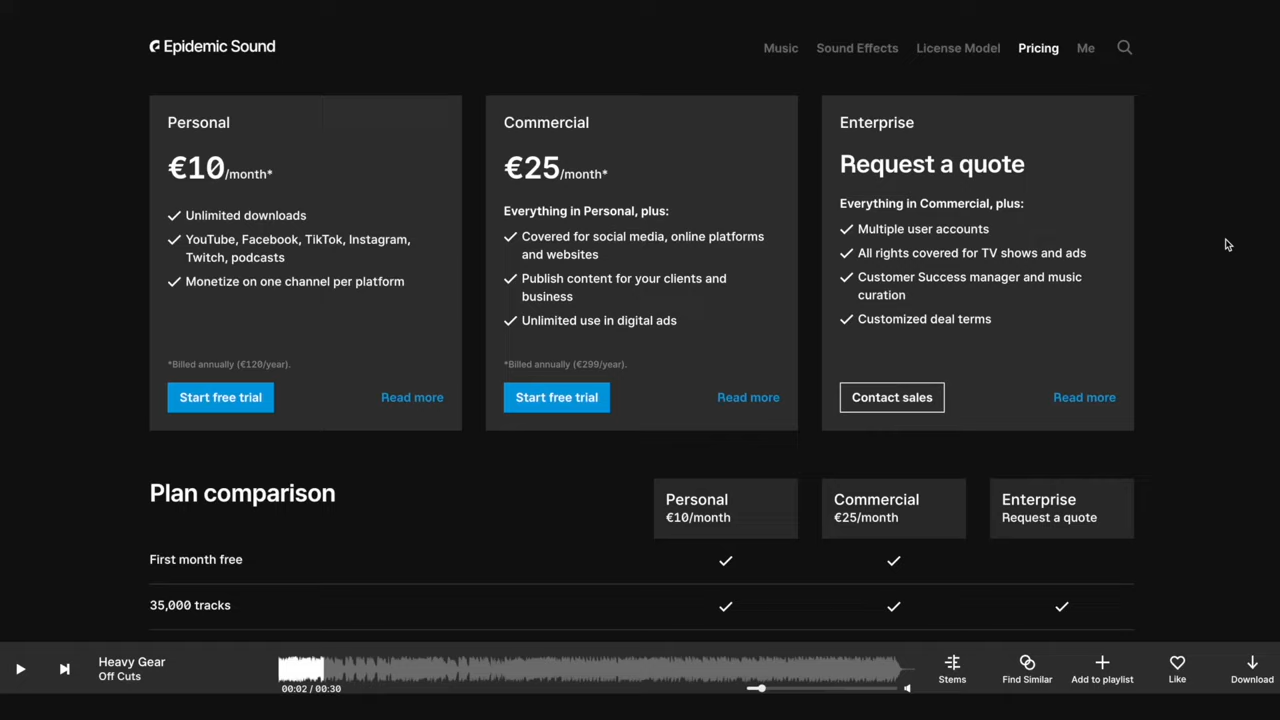 Epidemic Sound
Music Sound Effects License Model Pricing Me
Personal
€10/month*
Unlimited downloads
YouTube, Facebook, TikTok, Instagram,
Twitch, podcasts
Monetize on one channel per platform
*Billed annually (€120/year).
Start free trial Read more
Commercial
€25/month*
Everything in Personal, plus:
Covered for social media, online platforms
and websites
Publish content for your clients and
business
Unlimited use in digital ads
*Billed annually (€299/year).
Start free trial Read more
Enterprise
Request a quote
Everything in Commercial, plus:
Multiple user accounts
All rights covered for TV shows and ads
Customer Success manager and music
curation
Customized deal terms
Contact sales Read more
Plan comparison
Personal
€10/month
Commercial
€25/month
Enterprise
Request a quote
First month free
35,000 tracks
Heavy Gear
Off Cuts
00:02 / 00:30
Stems
Find Similar
Add to playlist
Like
Download